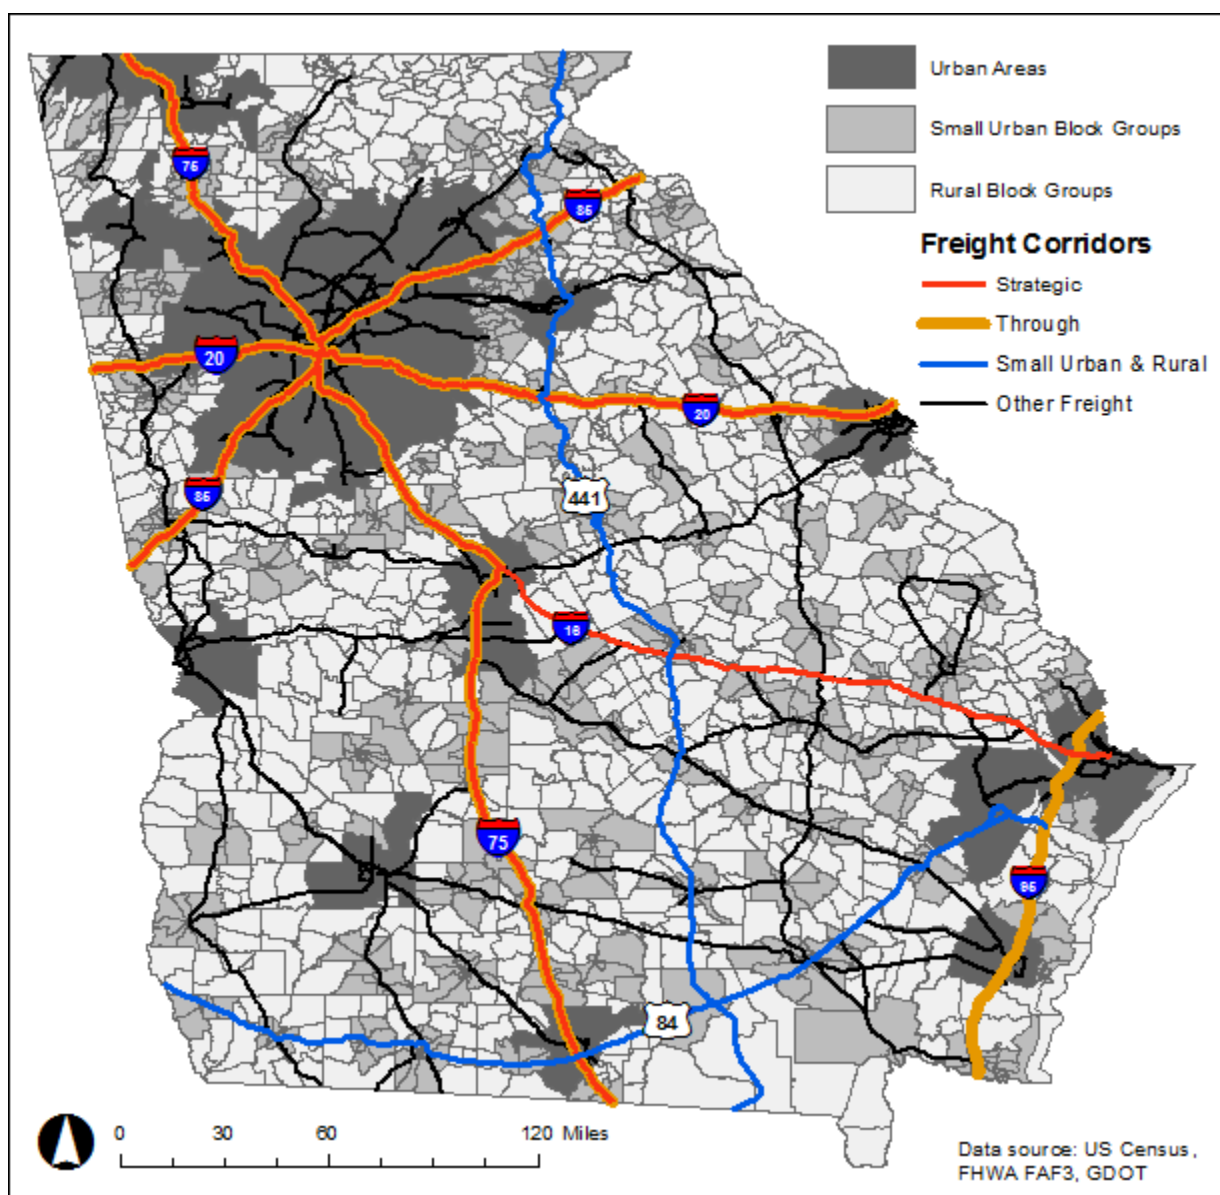 Urban Areas
Small Urban Block Groups
Rural Block Groups
Freight Corridors
Strategic
Through
Small Urban & Rural
Other Freight
75
85
20
20
85
441
16
75
95
84
0 30 60 120 Miles
Data source: US Census,
FHWA FAF3, GDOT